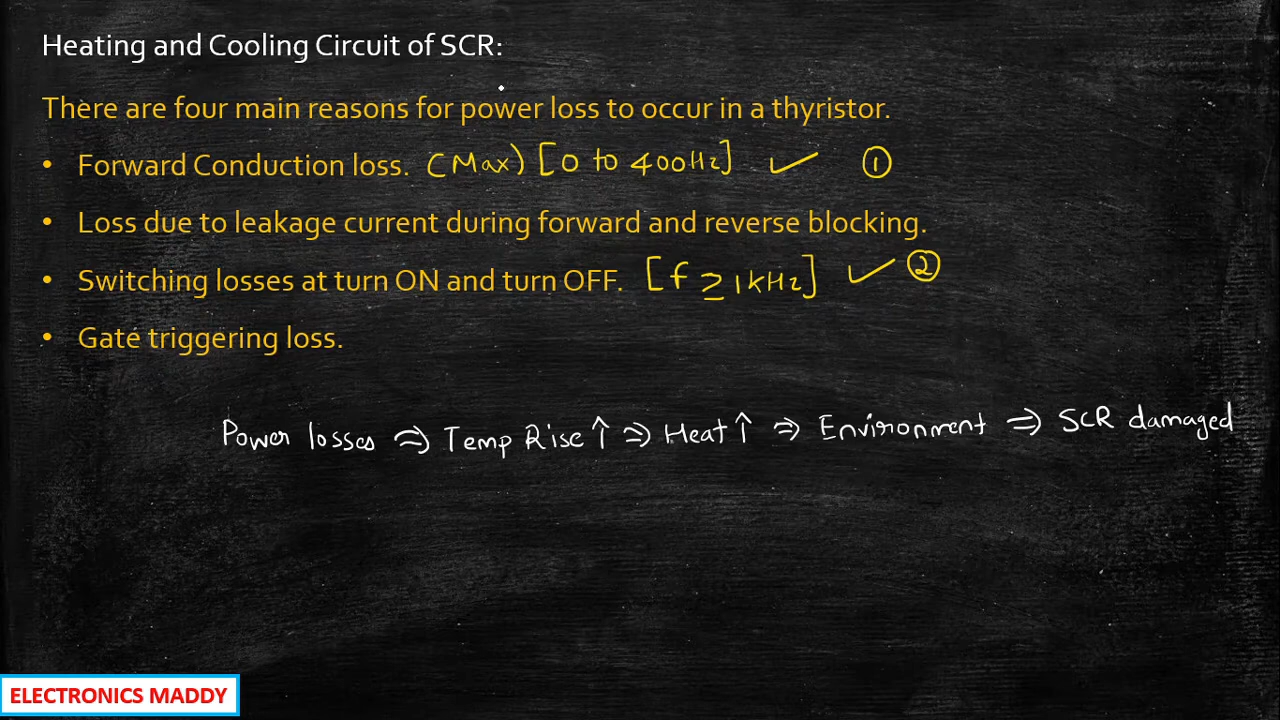 Heating and Cooling Circuit of SCR:
There are four main reasons for power loss to occur in a thyristor.
• Forward Conduction loss. (Max) [0 to 400Hz] ✓ ①
• Loss due to leakage current during forward and reverse blocking.
• Switching losses at turn ON and turn OFF. [f ≥ 1kHz] ✓ ②
• Gate triggering loss.
Power losses ⇒ Temp Rise ↑ ⇒ Heat ↑ ⇒ Environment ⇒ SCR damaged
ELECTRONICS MADDY